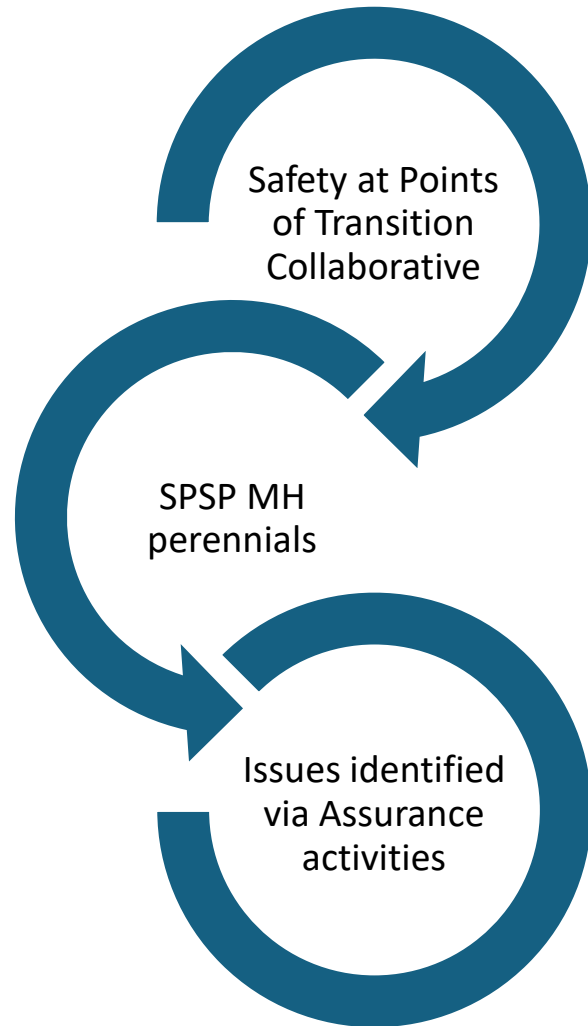 Safety at Points
of Transition
Collaborative
SPSP MH
perennials
Issues identified
via Assurance
activities